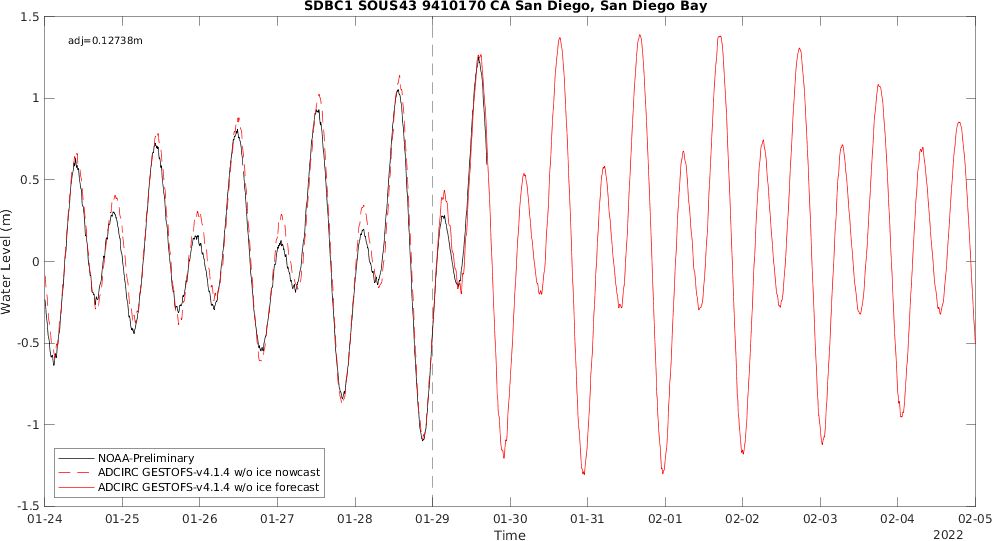 SDBC1 SOUS43 9410170 CA San Diego, San Diego Bay
adj=0.12738m
1.5
1
0.5
0
-0.5
-1
-1.5
Water Level (m)
NOAA-Preliminary
ADCIRC GESTOFS-v4.1.4 w/o ice nowcast
ADCIRC GESTOFS-v4.1.4 w/o ice forecast
01-24 01-25 01-26 01-27 01-28 01-29 01-30 01-31 02-01 02-02 02-03 02-04 02-05
Time
2022